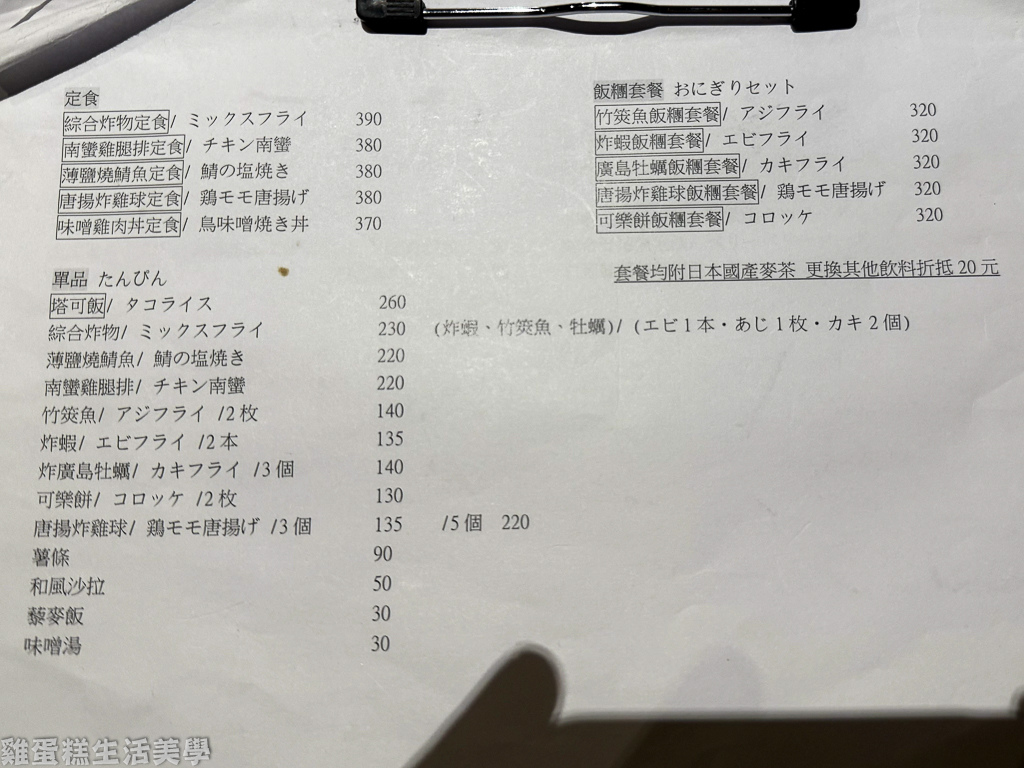 定食
綜合炸物定食/ ミックスフライ 390
南蠻雞腿排定食/ チキン南蠻 380
薄鹽燒鯖魚定食/ 鯖の塩焼き 380
唐揚炸雞球定食/ 鶏モモ唐揚げ 380
味噌雞肉丼定食/ 鳥味噌焼き丼 370
飯糰套餐 おにぎりセット
竹筴魚飯糰套餐/ アジフライ 320
炸蝦飯糰套餐/ エビフライ 320
廣島牡蠣飯糰套餐/ カキフライ 320
唐揚炸雞球飯糰套餐/ 鶏モモ唐揚げ 320
可樂餅飯糰套餐/ コロッケ 320
套餐均附日本國產麥茶 更換其他飲料折抵 20 元
單品 たんぴん
塔可飯/ タコライス 260
綜合炸物/ ミックスフライ 230 (炸蝦、竹筴魚、牡蠣)/ (エビ 1 本・あじ 1 枚・カキ 2 個)
薄鹽燒鯖魚/ 鯖の塩焼き 220
南蠻雞腿排/ チキン南蠻 220
竹筴魚/ アジフライ /2 枚 140
炸蝦/ エビフライ /2 本 135
炸廣島牡蠣/ カキフライ /3 個 140
可樂餅/ コロッケ /2 枚 130
唐揚炸雞球/ 鶏モモ唐揚げ /3 個 135 /5 個 220
薯條 90
和風沙拉 50
藜麥飯 30
味噌湯 30
雞蛋糕生活美學